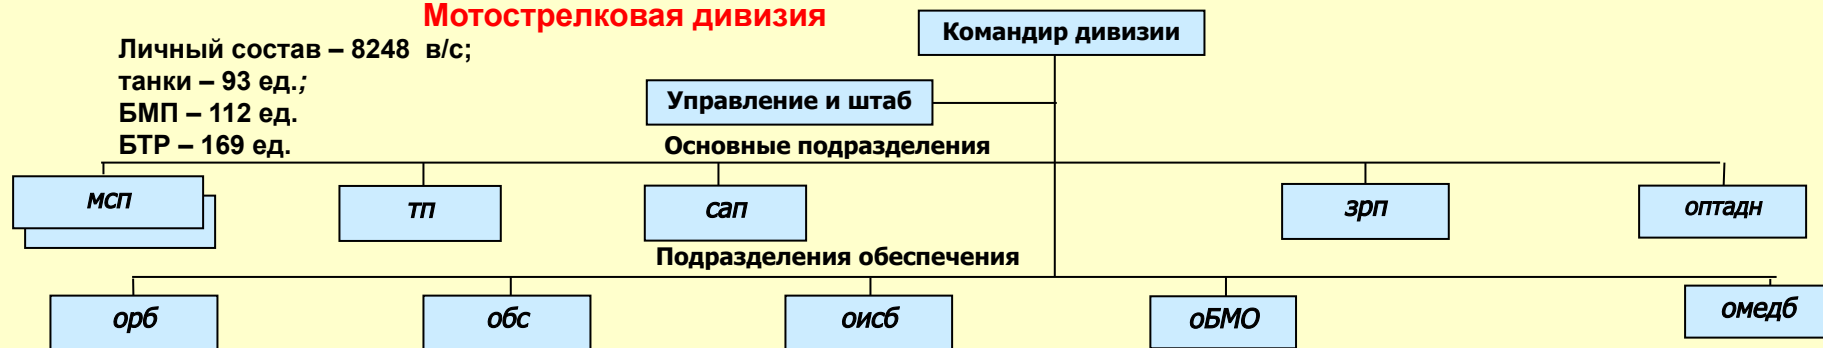 Мотострелковая дивизия
Командир дивизии
Личный состав – 8248 в/с;
танки – 93 ед.;
БМП – 112 ед.
БТР – 169 ед.
Управление и штаб
Основные подразделения
мсп
тп
сап
зрп
оптадн
Подразделения обеспечения
орб
обс
оисб
оБМО
омедб